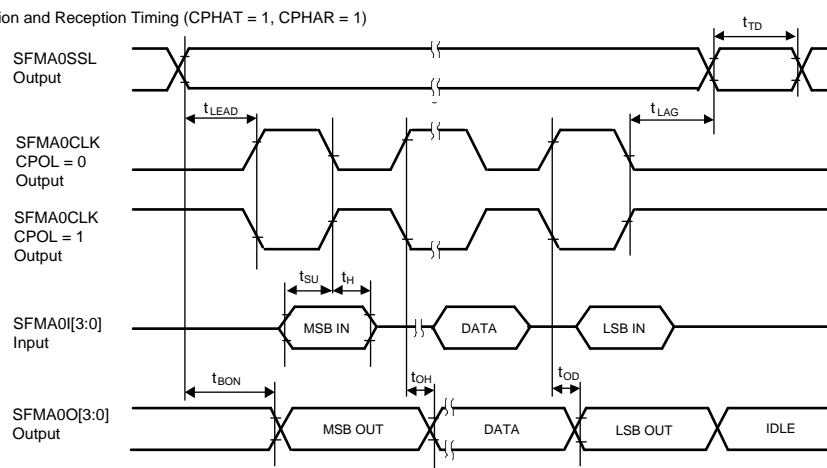 ion and Reception Timing (CPHAT = 1, CPHAR = 1)
tTD
SFMA0SSL
Output
tLEAD
tLAG
SFMA0CLK
CPOL = 0
Output
SFMA0CLK
CPOL = 1
Output
tSU
tH
SFMA0I[3:0]
Input
MSB IN
DATA
LSB IN
tBON
tOH
tOD
SFMA0O[3:0]
Output
MSB OUT
DATA
LSB OUT
IDLE